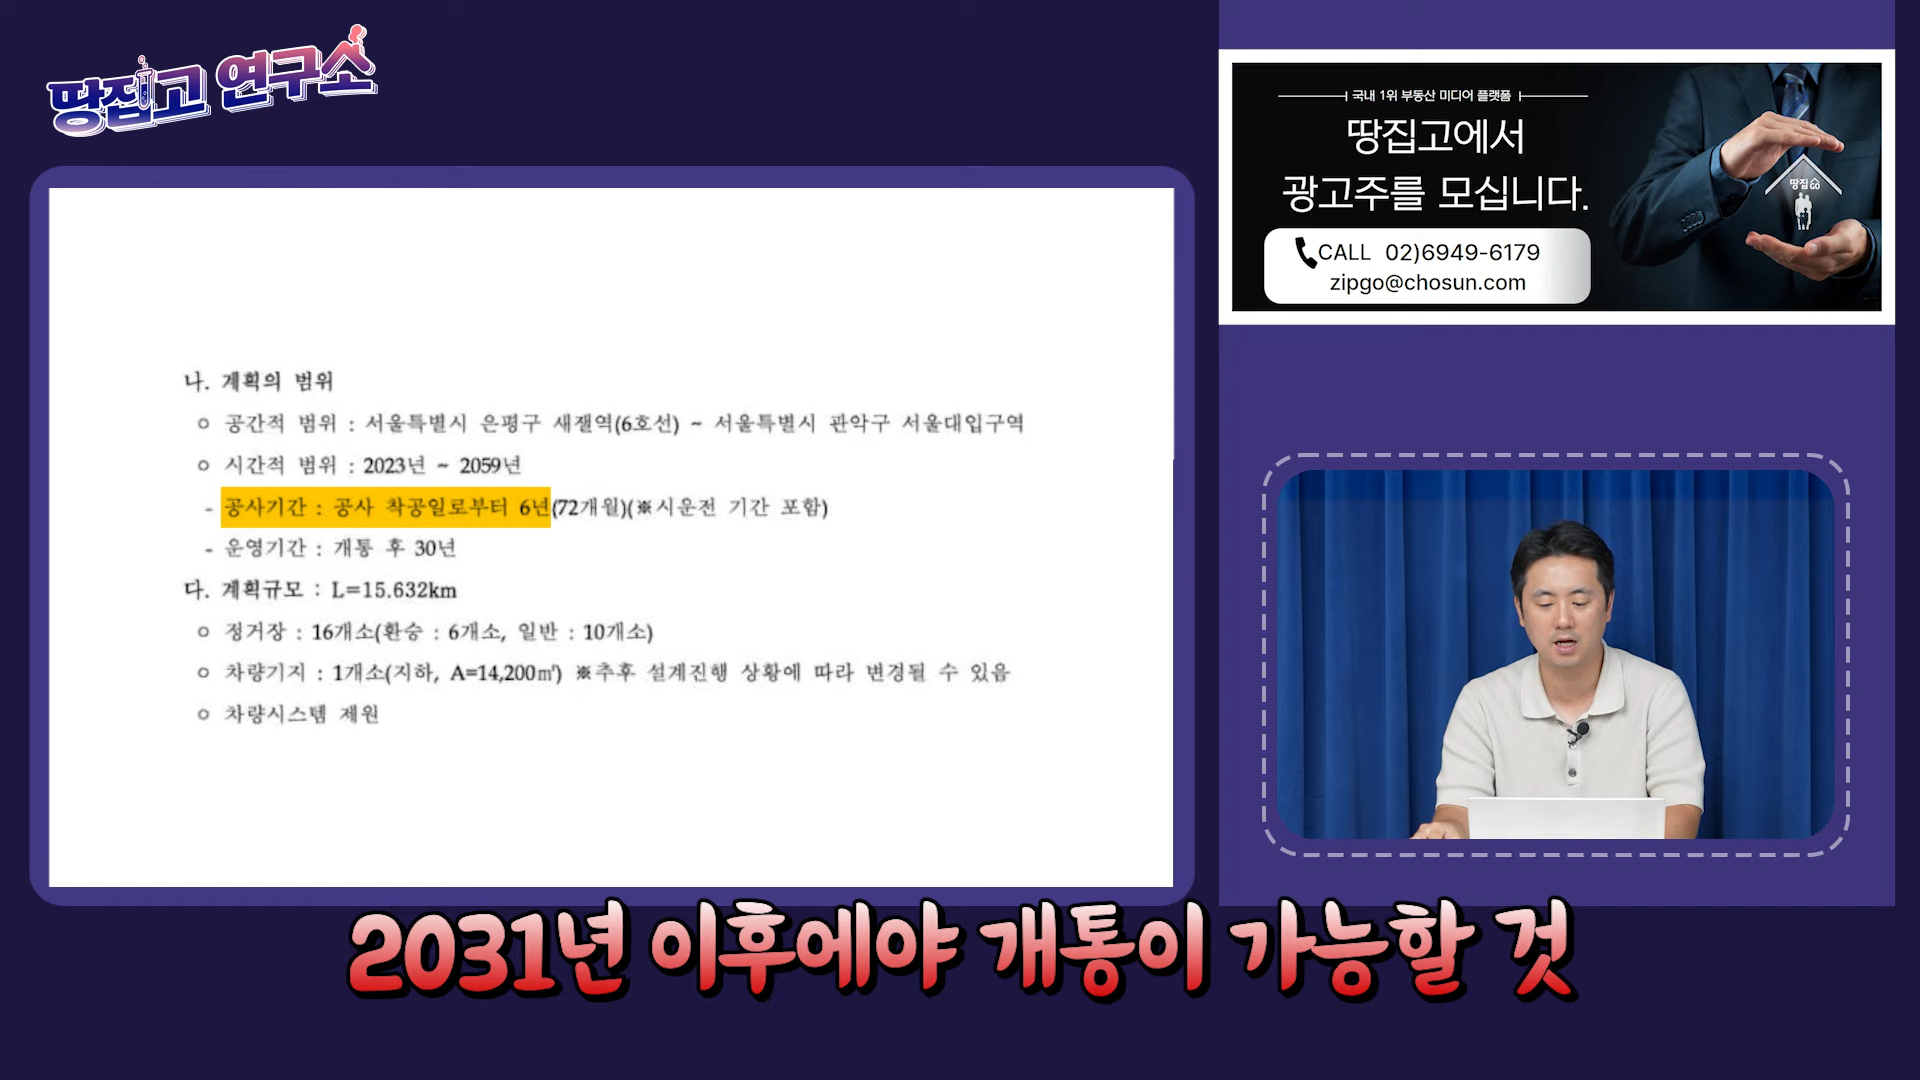 땅집고 연구소
국내 1위 부동산 미디어 플랫폼
땅집고에서
광고주를 모십니다.
CALL 02)6949-6179
zipgo@chosun.com
땅집GO
나. 계획의 범위
ㅇ 공간적 범위 : 서울특별시 은평구 새잴역(6호선) ~ 서울특별시 관악구 서울대입구역
ㅇ 시간적 범위 : 2023년 ~ 2059년
- 공사기간 : 공사 착공일로부터 6년(72개월)(※시운전 기간 포함)
- 운영기간 : 개통 후 30년
다. 계획규모 : L=15.632km
ㅇ 정거장 : 16개소(환승 : 6개소, 일반 : 10개소)
ㅇ 차량기지 : 1개소(지하, A=14,200㎡) ※추후 설계진행 상황에 따라 변경될 수 있음
ㅇ 차량시스템 제원
2031년 이후에야 개통이 가능할 것